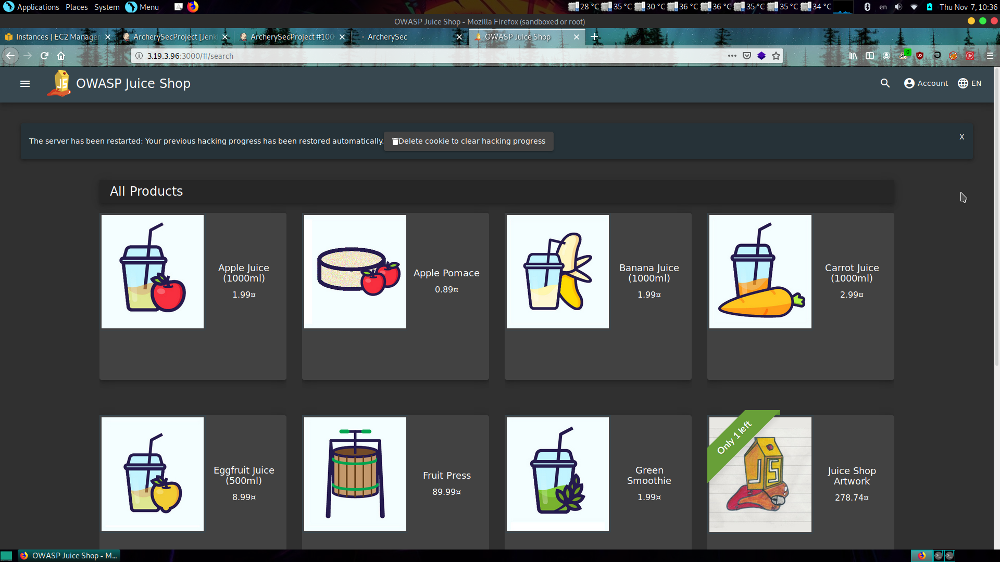 Applications Places System Menu 28 °C 35 °C 30 °C 36 °C 36 °C 35 °C 35 °C 34 °C en Thu Nov 7, 10:36
OWASP Juice Shop - Mozilla Firefox (sandboxed or root)
Instances | EC2 Manage ArcherySecProject [Jenk ArcherySecProject #100 ArcherySec OWASP Juice Shop
3.19.3.96:3000/#/search 0
OWASP Juice Shop Account EN
The server has been restarted: Your previous hacking progress has been restored automatically. Delete cookie to clear hacking progress X
All Products
Apple Juice
(1000ml)
1.99¤
Apple Pomace
0.89¤
Banana Juice
(1000ml)
1.99¤
Carrot Juice
(1000ml)
2.99¤
Eggfruit Juice
(500ml)
8.99¤
Fruit Press
89.99¤
Green
Smoothie
1.99¤
Only 1 left
JS
Juice Shop
Artwork
278.74¤
OWASP Juice Shop - M...